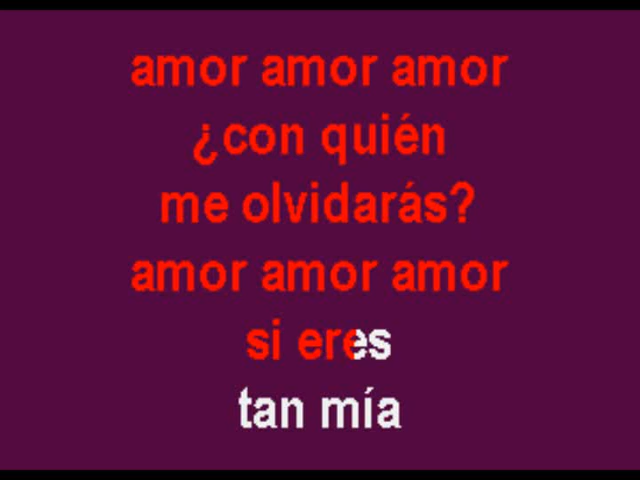 amor amor amor
¿con quién
me olvidarás?
amor amor amor
si eres
tan mía